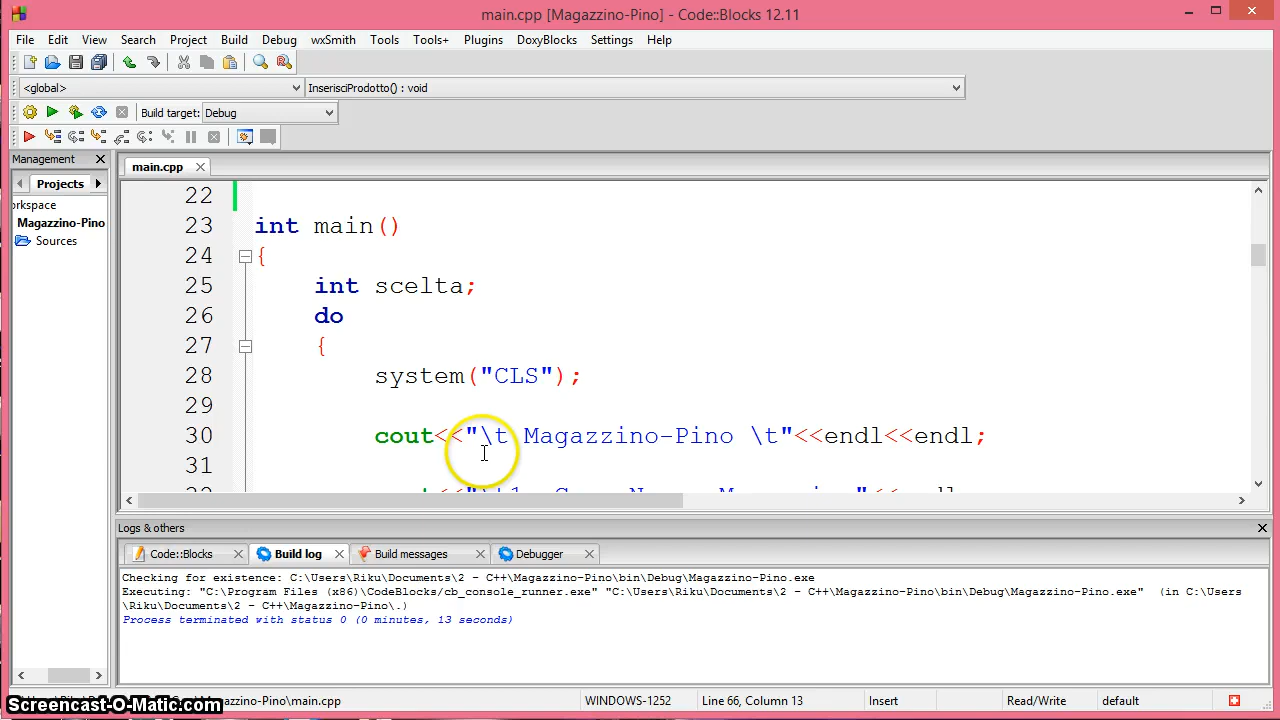 main.cpp [Magazzino-Pino] - Code::Blocks 12.11
File Edit View Search Project Build Debug wxSmith Tools Tools+ Plugins DoxyBlocks Settings Help
<global> InserisciProdotto() : void
Build target: Debug
Management
main.cpp
Projects
rkspace
Magazzino-Pino
Sources
22
23 int main()
24 {
25 int scelta;
26 do
27 {
28 system("CLS");
29
30 cout<<"\t Magazzino-Pino \t"<<endl<<endl;
31
Logs & others
Code::Blocks Build log Build messages Debugger
Checking for existence: C:\Users\Riku\Documents\2 - C++\Magazzino-Pino\bin\Debug\Magazzino-Pino.exe
Executing: "C:\Program Files (x86)\CodeBlocks/cb_console_runner.exe" "C:\Users\Riku\Documents\2 - C++\Magazzino-Pino\bin\Debug\Magazzino-Pino.exe" (in C:\Users
\Riku\Documents\2 - C++\Magazzino-Pino\.)
Process terminated with status 0 (0 minutes, 13 seconds)
Magazzino-Pino\main.cpp WINDOWS-1252 Line 66, Column 13 Insert Read/Write default
Screencast-O-Matic.com